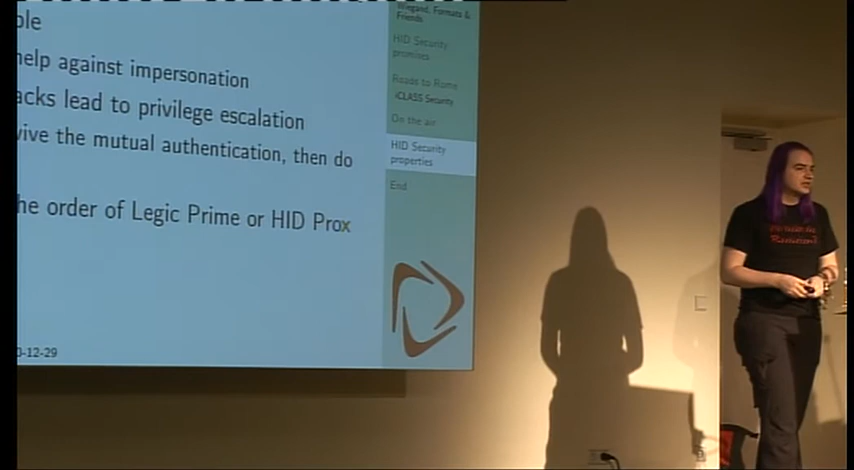 ble
help against impersonation
acks lead to privilege escalation
vive the mutual authentication, then do
he order of Legic Prime or HID Prox
0-12-29
Wiegand, Formats &
Friends
HID Security
promises
Roads to Rome
iCLASS Security
On the air
HID Security
properties
End